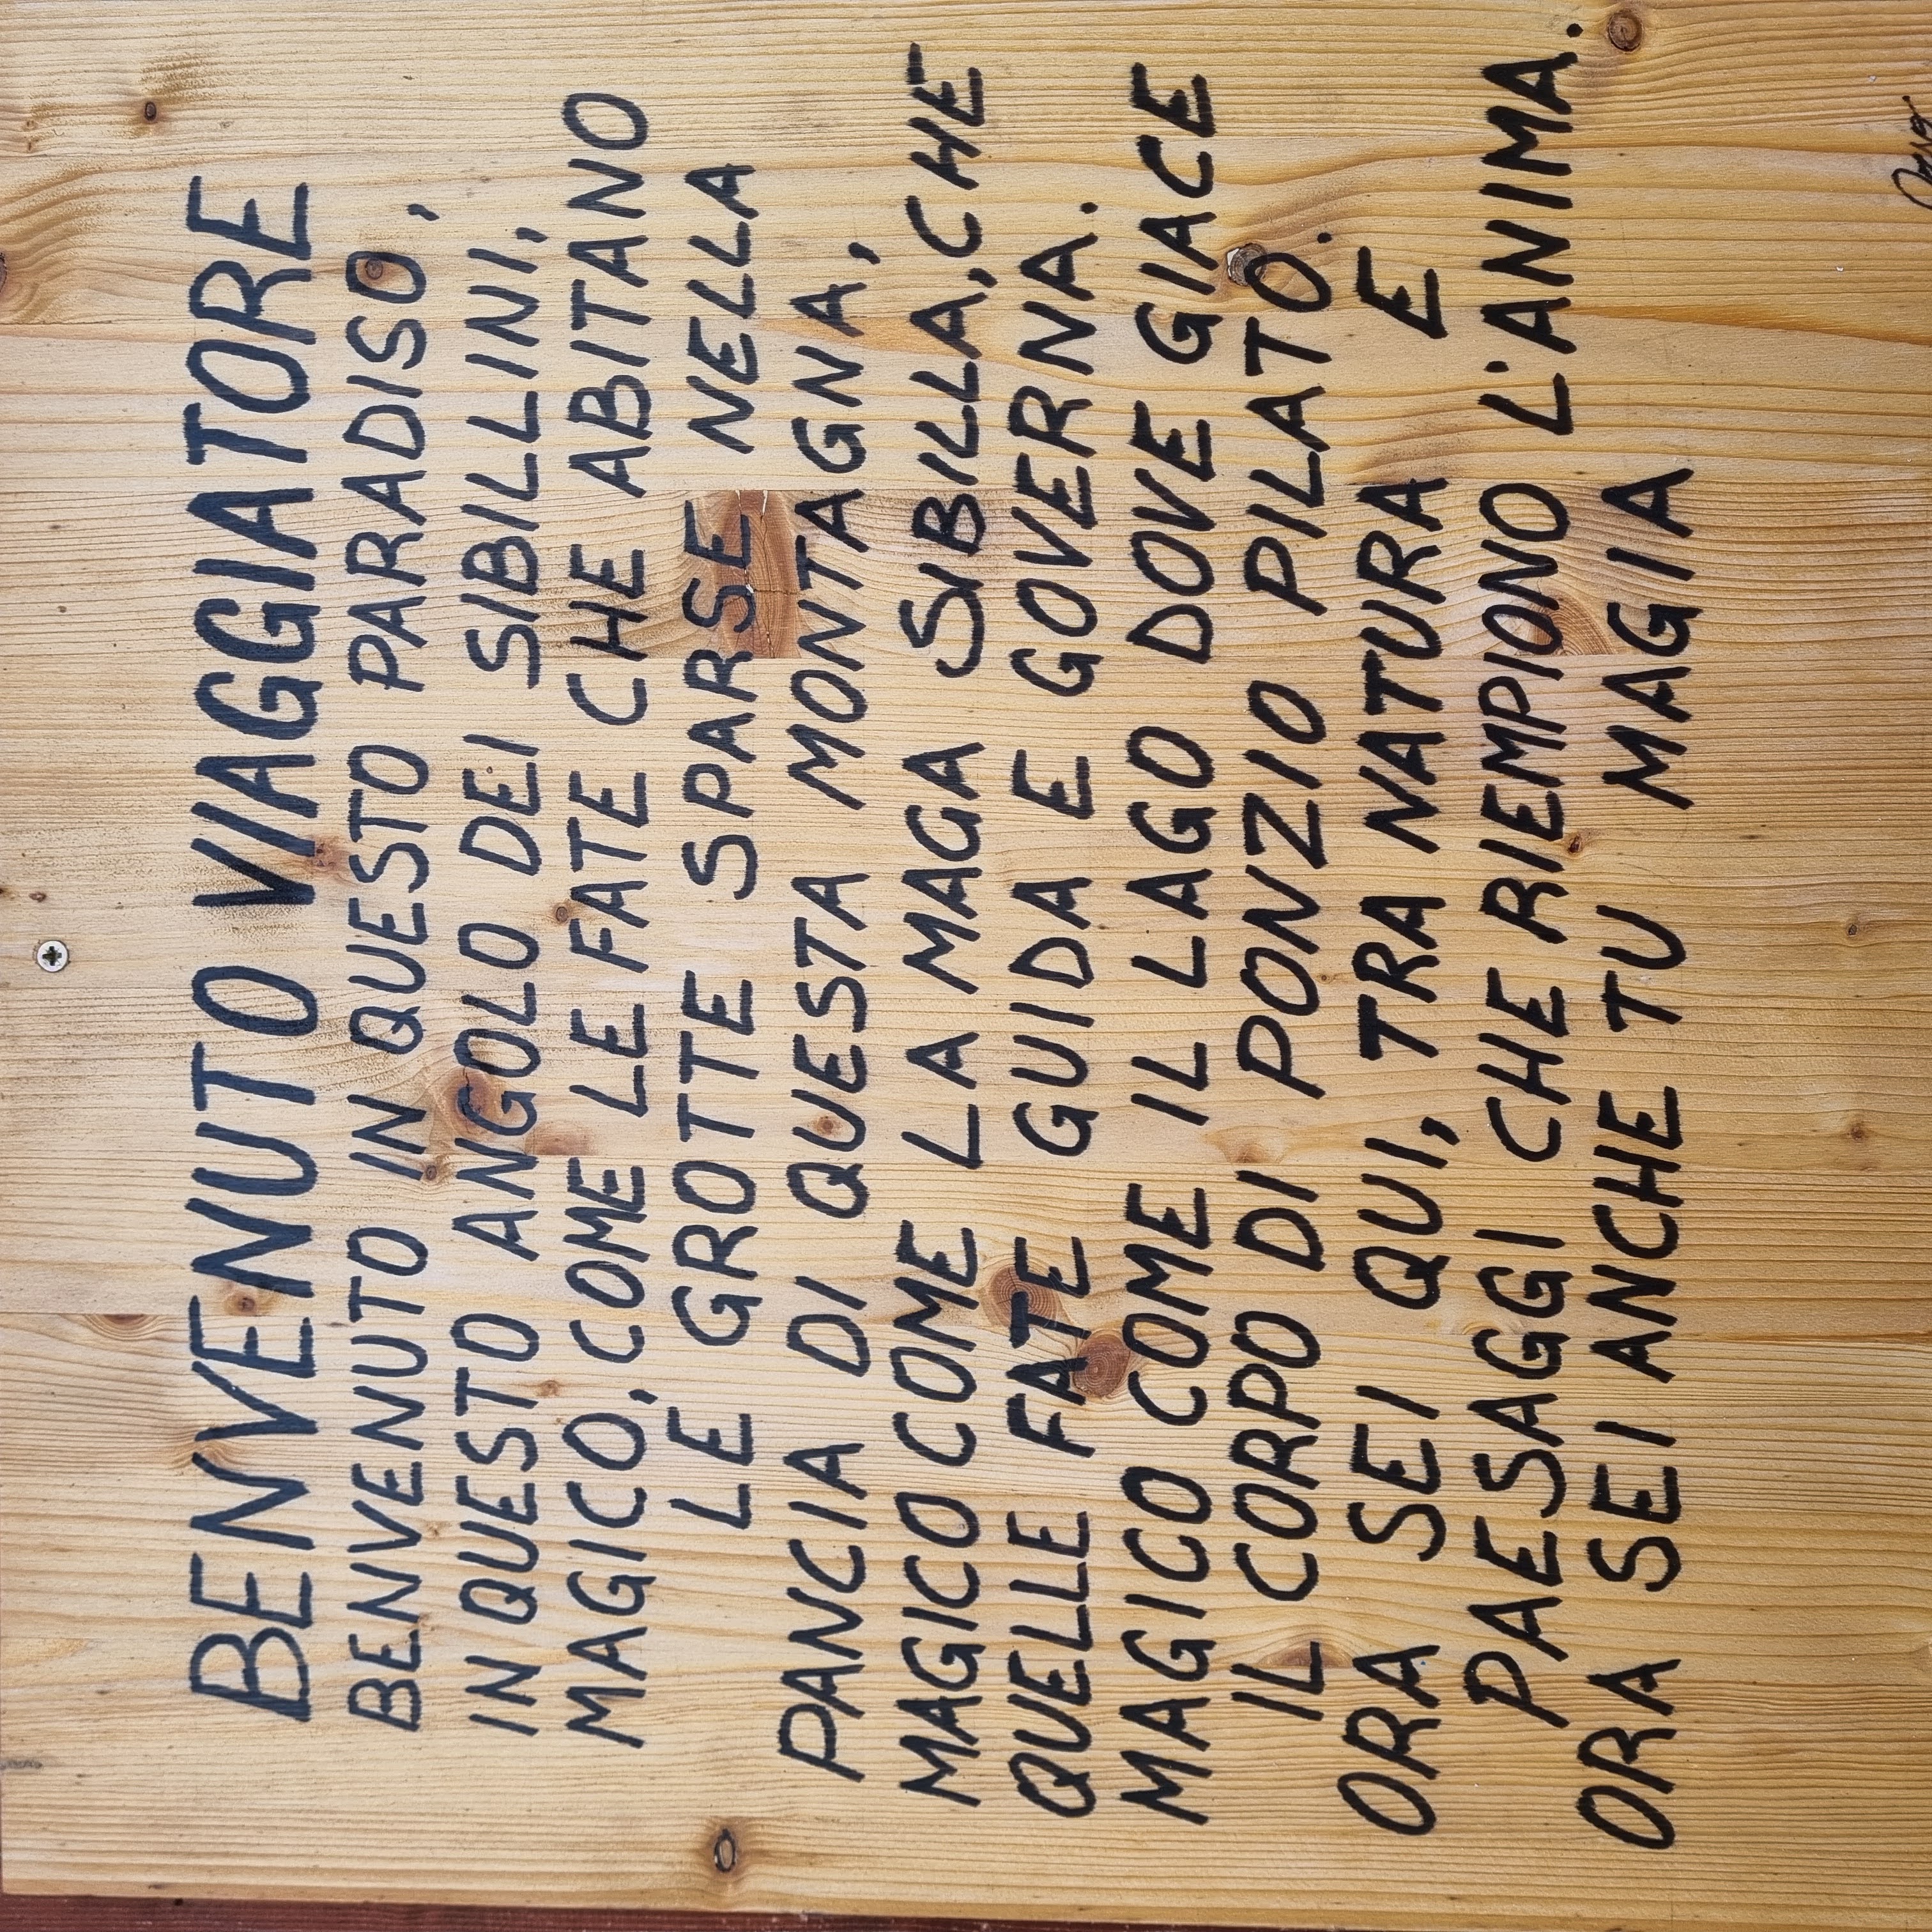 BENVENUTO VIAGGIATORE
BENVENUTO IN QUESTO PARADISO,
IN QUESTO ANGOLO DEI SIBILLINI,
MAGICO, COME LE FATE CHE ABITANO
LE GROTTE SPARSE NELLA
PANCIA DI QUESTA MONTAGNA,
MAGICO COME LA MAGA SIBILLA, CHE
QUELLE FATE GUIDA E GOVERNA.
MAGICO COME IL LAGO DOVE GIACE
IL CORPO DI PONZIO PILATO.
ORA SEI QUI, TRA NATURA E
PAESAGGI CHE RIEMPIONO L'ANIMA.
ORA SEI ANCHE TU MAGIA